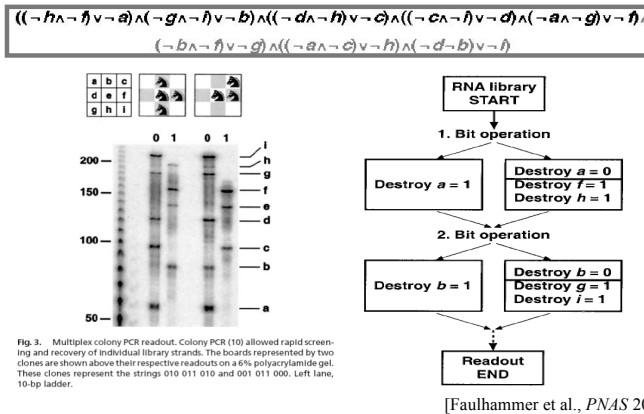 ((¬h∧¬f)∨¬a)∧(¬g∧¬i)∨¬b)∧((¬d∧¬h)∨¬c)∧((¬c∧¬i)∨¬d)∧(¬a∧¬g)∨¬f)∧
(¬b∧¬f)∨¬g)∧((¬a∧¬c)∨¬h)∧(¬d¬b)∨¬i)
a b c
d e f
g h i
0 1 0 1
200
150
100
50
i
h
g
f
e
d
c
b
a
Fig. 3. Multiplex colony PCR readout. Colony PCR (10) allowed rapid screen-
ing and recovery of individual library strands. The boards represented by two
clones are shown above their respective readouts on a 6% polyacrylamide gel.
These clones represent the strings 010 011 010 and 001 011 000. Left lane,
10-bp ladder.
RNA library
START
1. Bit operation
Destroy a = 1
Destroy a = 0
Destroy f = 1
Destroy h = 1
2. Bit operation
Destroy b = 1
Destroy b = 0
Destroy g = 1
Destroy i = 1
Readout
END
[Faulhammer et al., PNAS 20